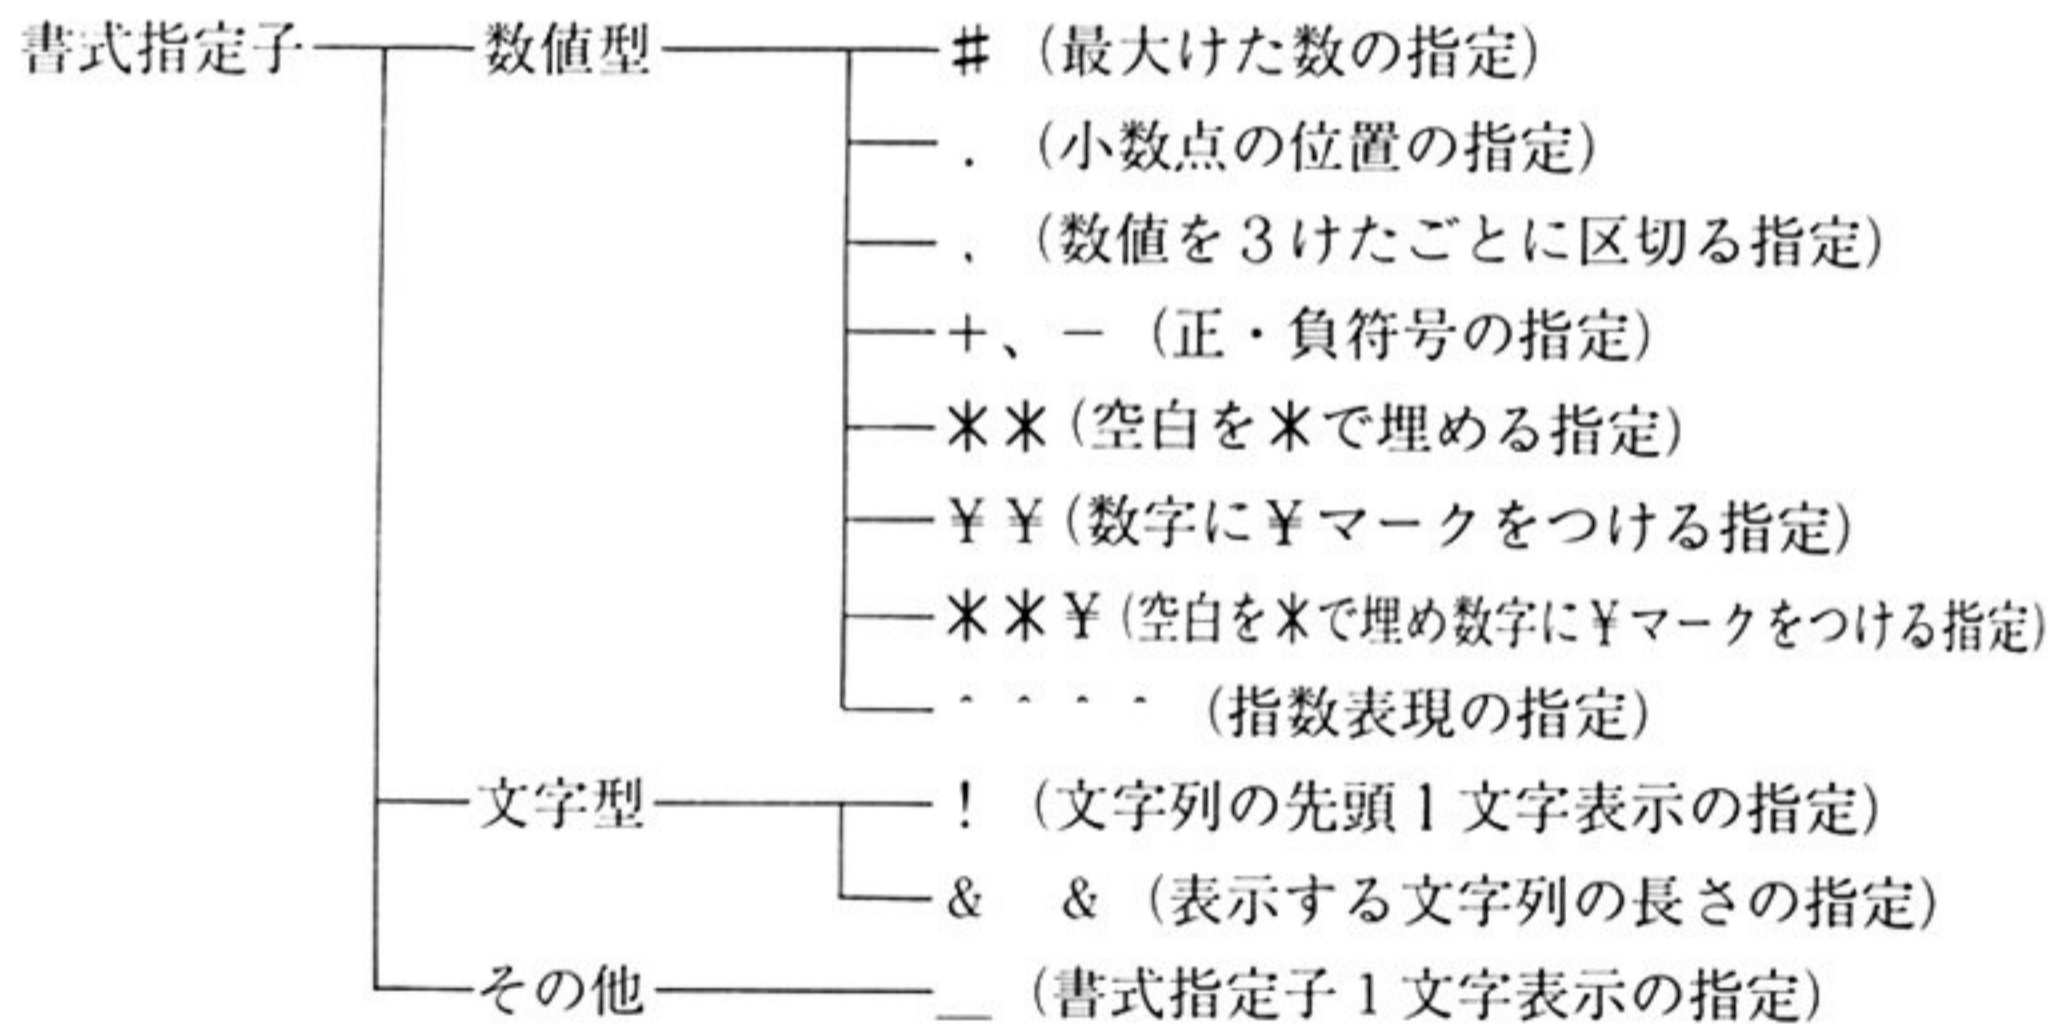 書式指定子 数値型 # (最大けた数の指定)
. (小数点の位置の指定)
, (数値を3けたごとに区切る指定)
+、- (正・負符号の指定)
** (空白を*で埋める指定)
¥¥ (数字に¥マークをつける指定)
**¥ (空白を*で埋め数字に¥マークをつける指定)
^^^^ (指数表現の指定)
文字型 ! (文字列の先頭1文字表示の指定)
& & (表示する文字列の長さの指定)
その他 _ (書式指定子1文字表示の指定)